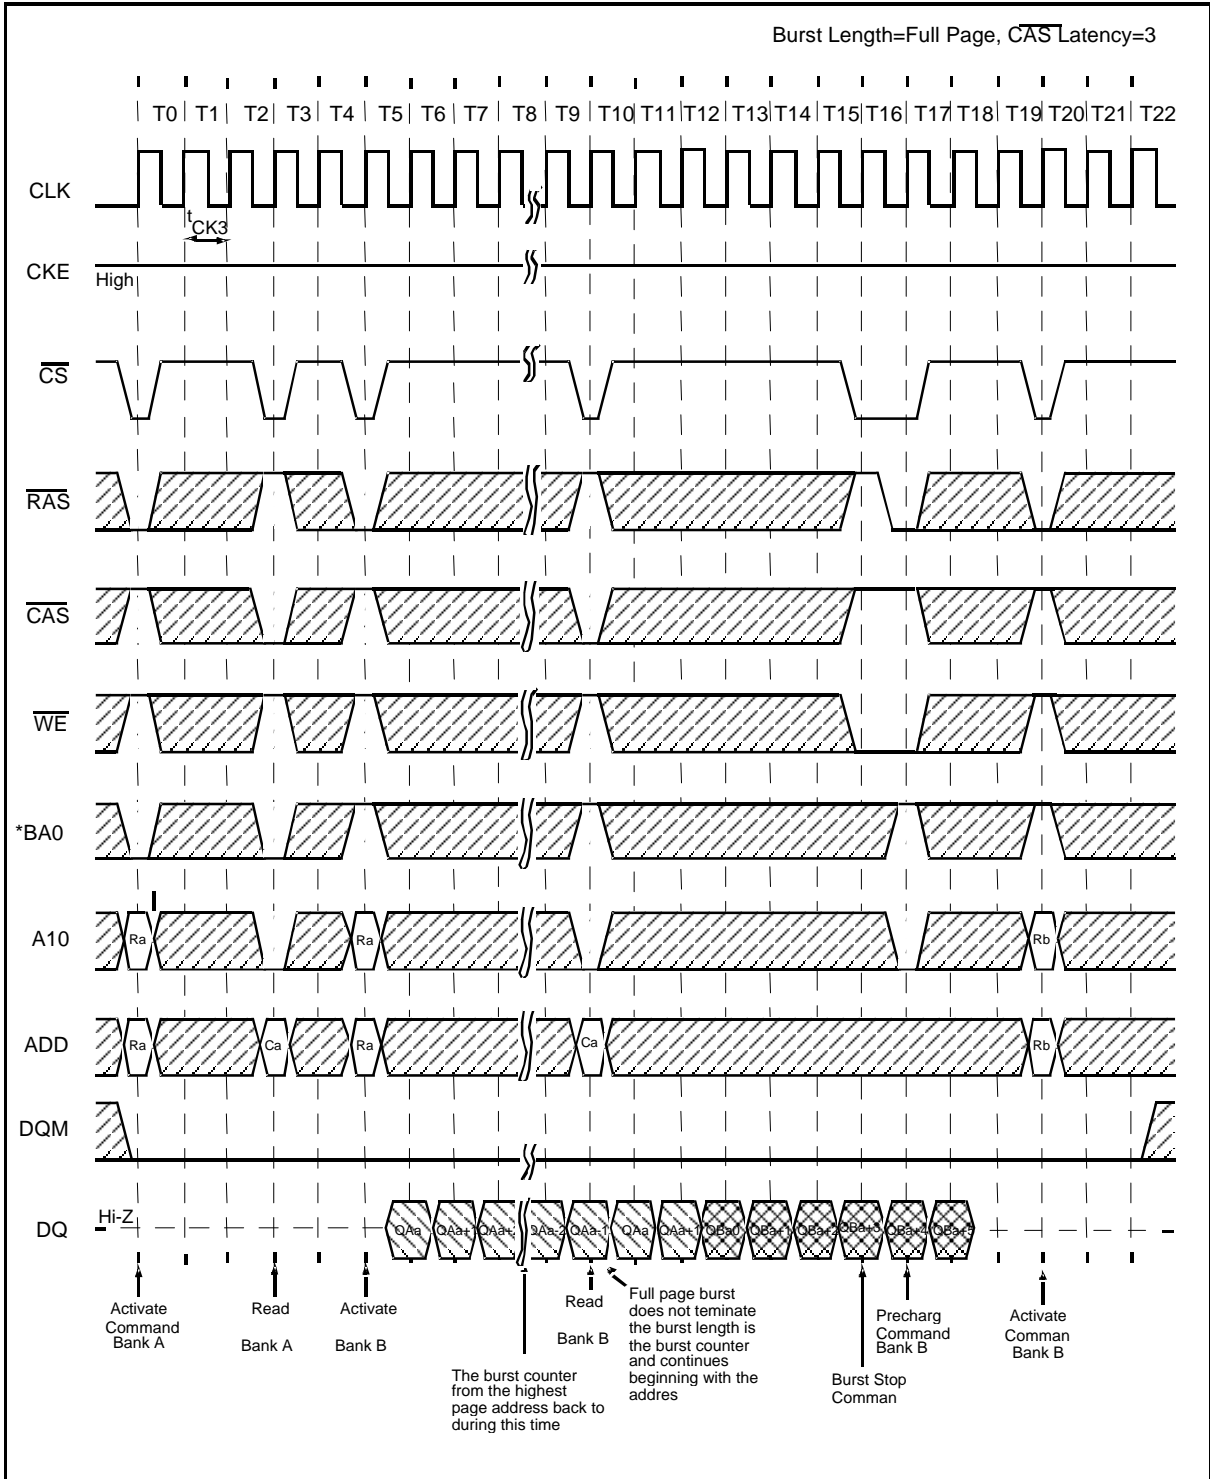 Burst Length=Full Page, CAS Latency=3
T0 T1 T2 T3 T4 T5 T6 T7 T8 T9 T10 T11 T12 T13 T14 T15 T16 T17 T18 T19 T20 T21 T22
CLK
tCK3
CKE
High
CS
RAS
CAS
WE
*BA0
A10
Ra Ra Rb
ADD
Ra Ca Ra Ca Rb
DQM
DQ
Hi-Z
QAa QAa+1 QAa+2 QAa-2 QAa-1 QAa QAa+1 QBa0 QBa+1 QBa+2 QBa+3 QBa+4 QBa+5
Activate
Command
Bank A
Read
Bank A
Activate
Bank B
The burst counter
from the highest
page address back to
during this time
Read
Bank B
Full page burst
does not teminate
the burst length is
the burst counter
and continues
beginning with the
addres
Burst Stop
Comman
Precharg
Command
Bank B
Activate
Comman
Bank B